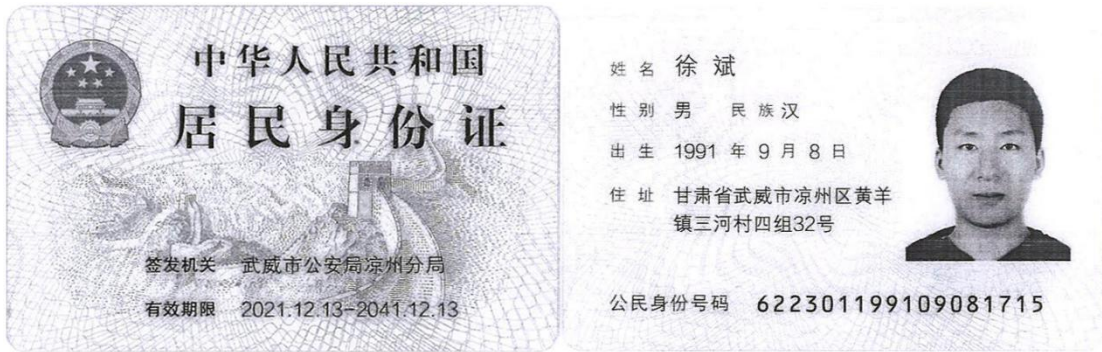 中华人民共和国
居民身份证
签发机关 武威市公安局凉州分局
有效期限 2021.12.13-2041.12.13
姓名 徐斌
性别 男 民族 汉
出生 1991 年 9 月 8 日
住址 甘肃省武威市凉州区黄羊
镇三河村四组32号
公民身份号码 622301199109081715